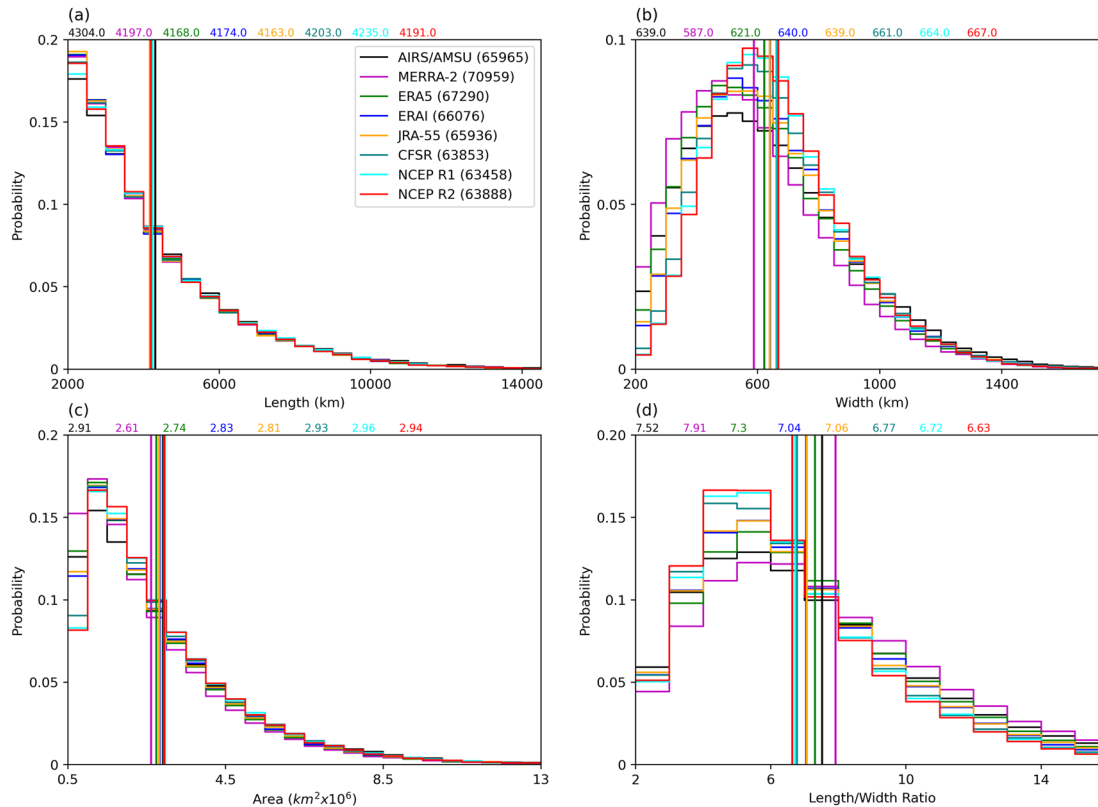 (a)
4304.0 4197.0 4168.0 4174.0 4163.0 4203.0 4235.0 4191.0
0.2
0.15
0.1
0.05
0
Probability
AIRS/AMSU (65965)
MERRA-2 (70959)
ERA5 (67290)
ERAI (66076)
JRA-55 (65936)
CFSR (63853)
NCEP R1 (63458)
NCEP R2 (63888)
2000 6000 10000 14000
Length (km)
(b)
639.0 587.0 621.0 640.0 639.0 661.0 664.0 667.0
0.1
0.05
0
Probability
200 600 1000 1400
Width (km)
(c)
2.91 2.61 2.74 2.83 2.81 2.93 2.96 2.94
0.2
0.15
0.1
0.05
0
Probability
0.5 4.5 8.5 13
Area (km²x10⁶)
(d)
7.52 7.91 7.3 7.04 7.06 6.77 6.72 6.63
0.2
0.15
0.1
0.05
0
Probability
2 6 10 14
Length/Width Ratio